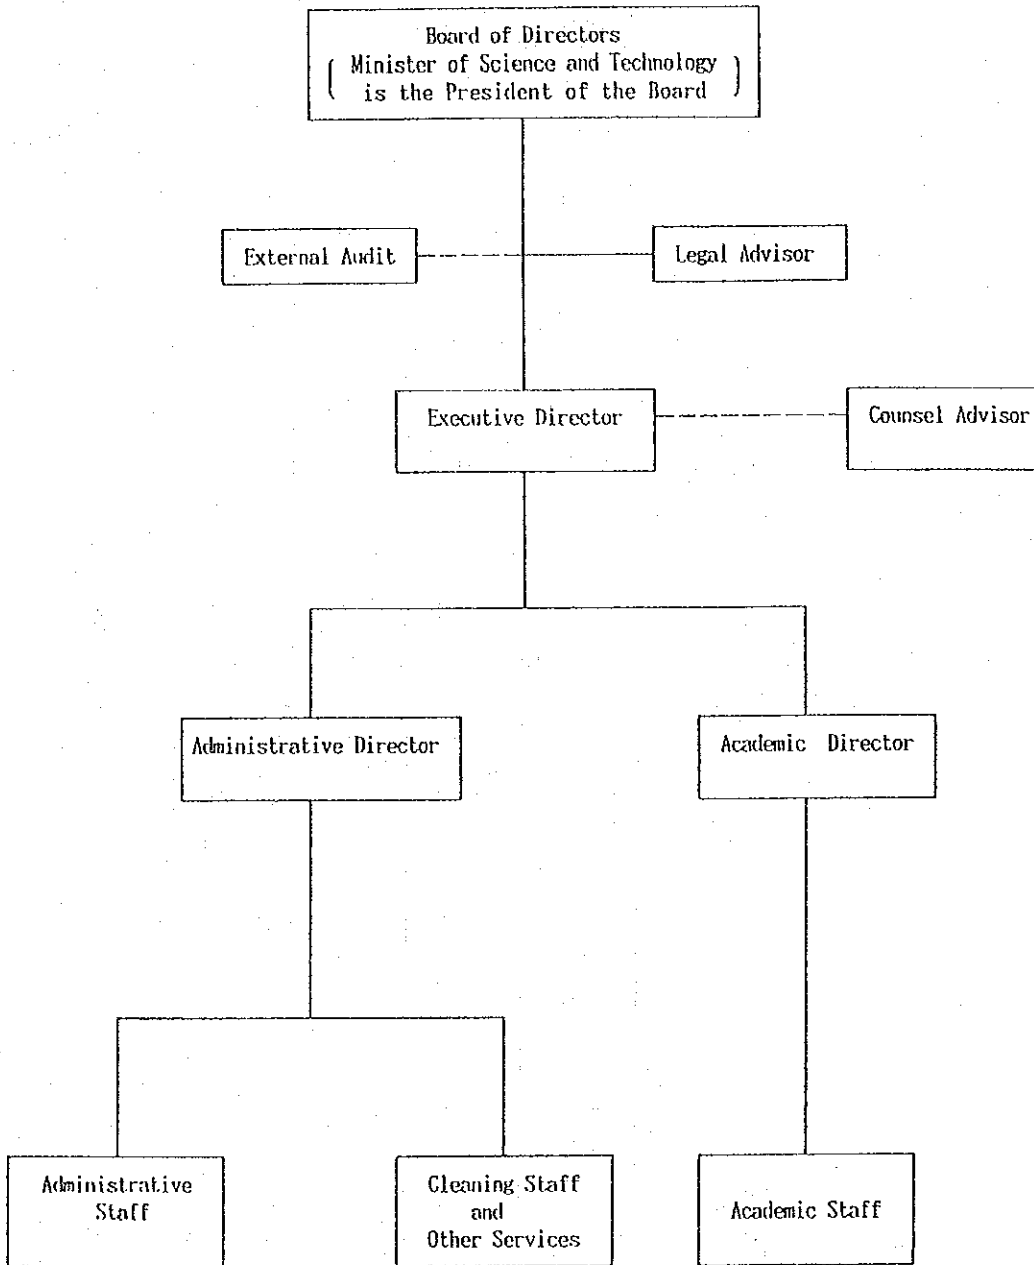 Board of Directors
( Minister of Science and Technology
is the President of the Board )
External Audit
Legal Advisor
Executive Director
Counsel Advisor
Administrative Director
Academic Director
Administrative
Staff
Cleaning Staff
and
Other Services
Academic Staff